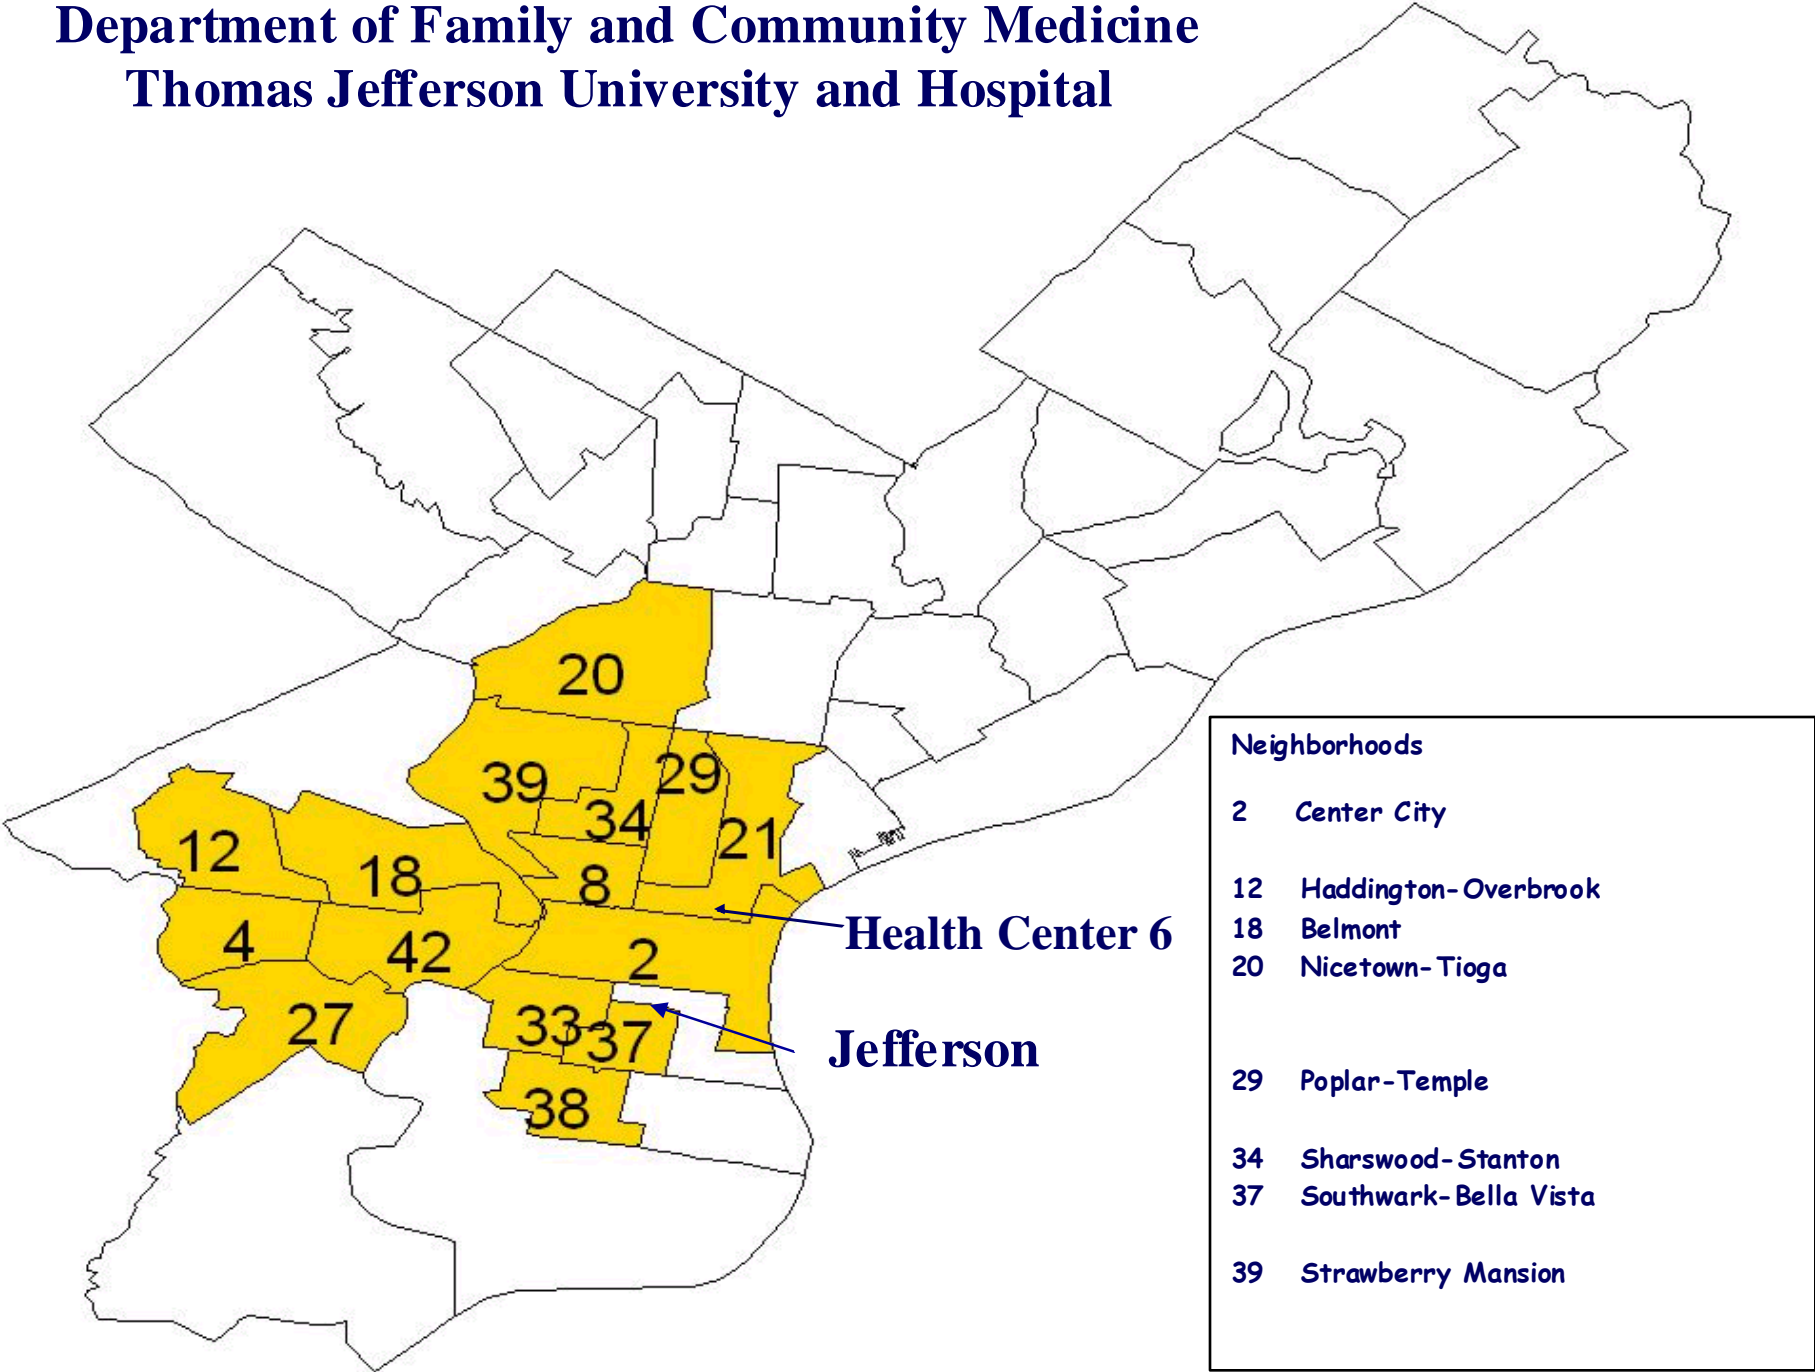 Department of Family and Community Medicine
Thomas Jefferson University and Hospital
20
39
29
34
21
12
18
8
4
42
2
Health Center 6
27
33
37
Jefferson
38
Neighborhoods
2 Center City
12 Haddington-Overbrook
18 Belmont
20 Nicetown-Tioga
29 Poplar-Temple
34 Sharswood-Stanton
37 Southwark-Bella Vista
39 Strawberry Mansion